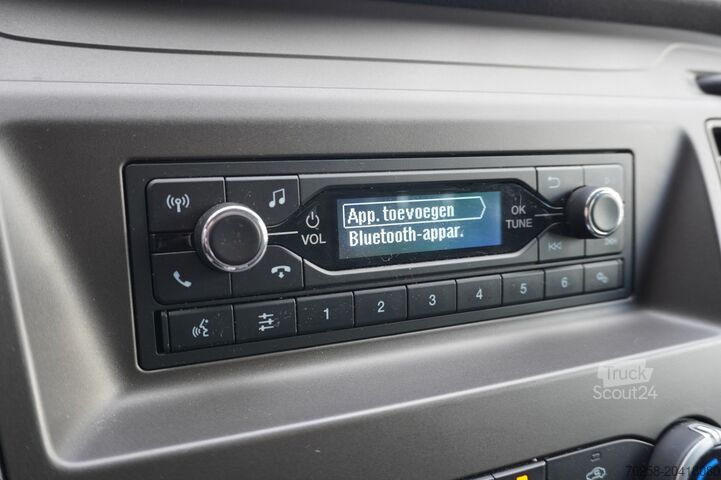 App. toevoegen
Bluetooth-appar.
VOL
OK
TUNE
1
2
3
4
5
6
Truck
Scout24